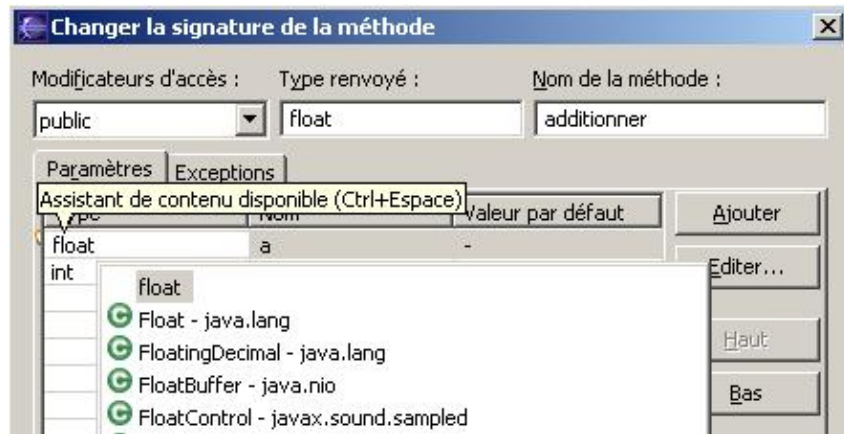 Changer la signature de la méthode
Modificateurs d'accès : Type renvoyé : Nom de la méthode :
public float additionner
Paramètres Exceptions
Assistant de contenu disponible (Ctrl+Espace)
Type Nom Valeur par défaut Ajouter
float a -
int Editer...
float
Float - java.lang
FloatingDecimal - java.lang Haut
FloatBuffer - java.nio Bas
FloatControl - javax.sound.sampled